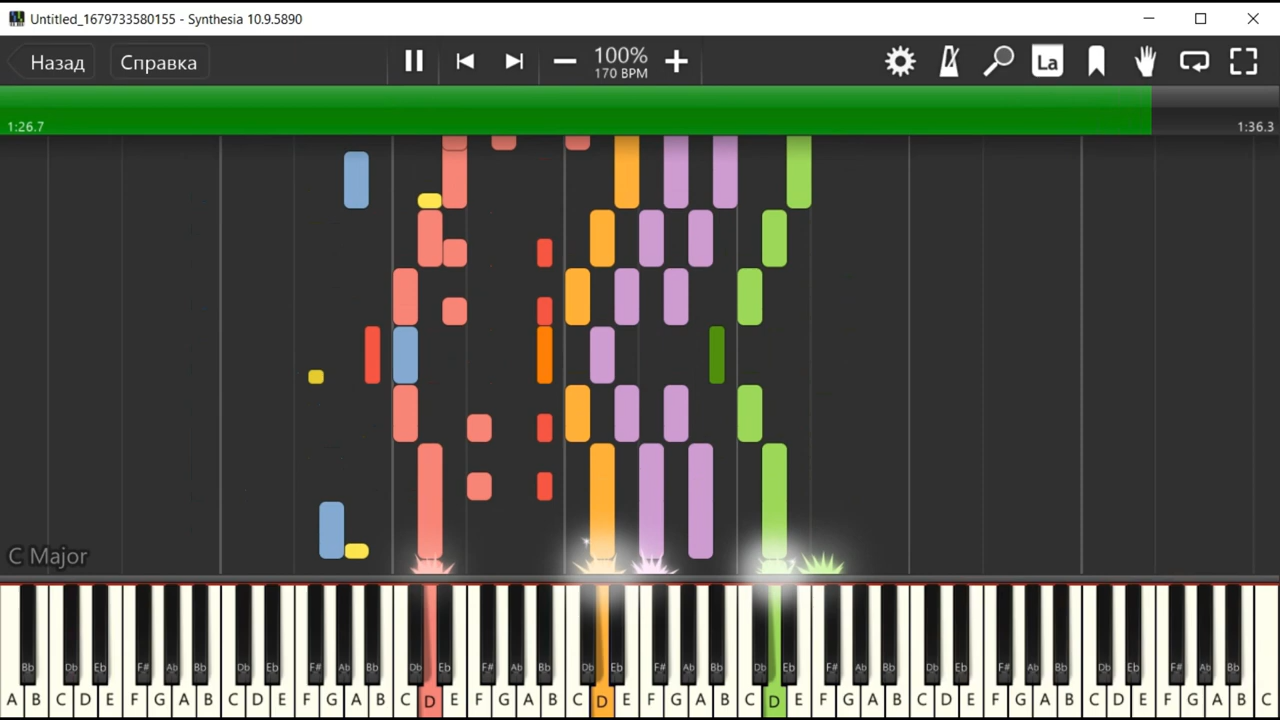 Untitled_1679733580155 - Synthesia 10.9.5890
Назад Справка 100% La
170 BPM
1:26.7 1:36.3
C Major
Bb Db Eb F# Ab Bb Db Eb F# Ab Bb Db Eb F# Ab Bb Db Eb F# Ab Bb Db Eb F# Ab Bb Db Eb F# Ab Bb Db Eb F# Ab Bb
A B C D E F G A B C D E F G A B C D E F G A B C D E F G A B C D E F G A B C D E F G A B C D E F G A B C